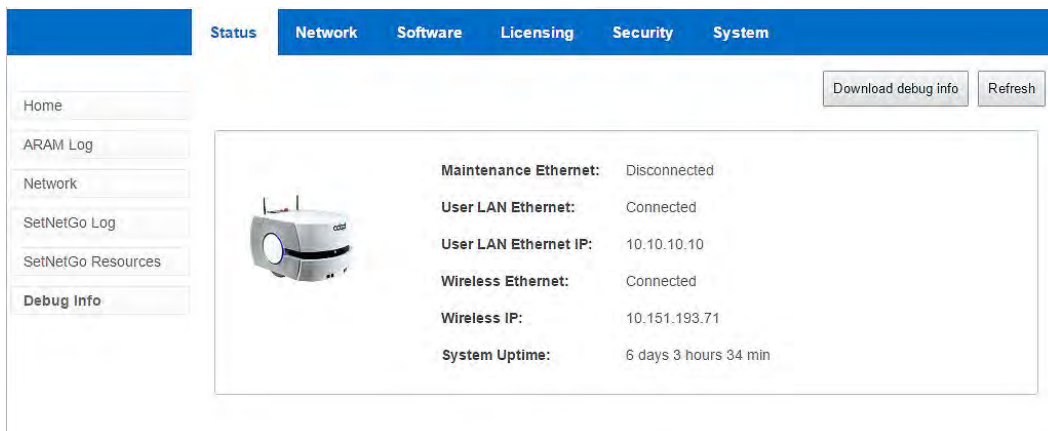 Status Network Software Licensing Security System
Download debug info Refresh
Home
ARAM Log
Network
SetNetGo Log
SetNetGo Resources
Debug Info
Maintenance Ethernet: Disconnected
User LAN Ethernet: Connected
User LAN Ethernet IP: 10.10.10.10
Wireless Ethernet: Connected
Wireless IP: 10.151.193.71
System Uptime: 6 days 3 hours 34 min